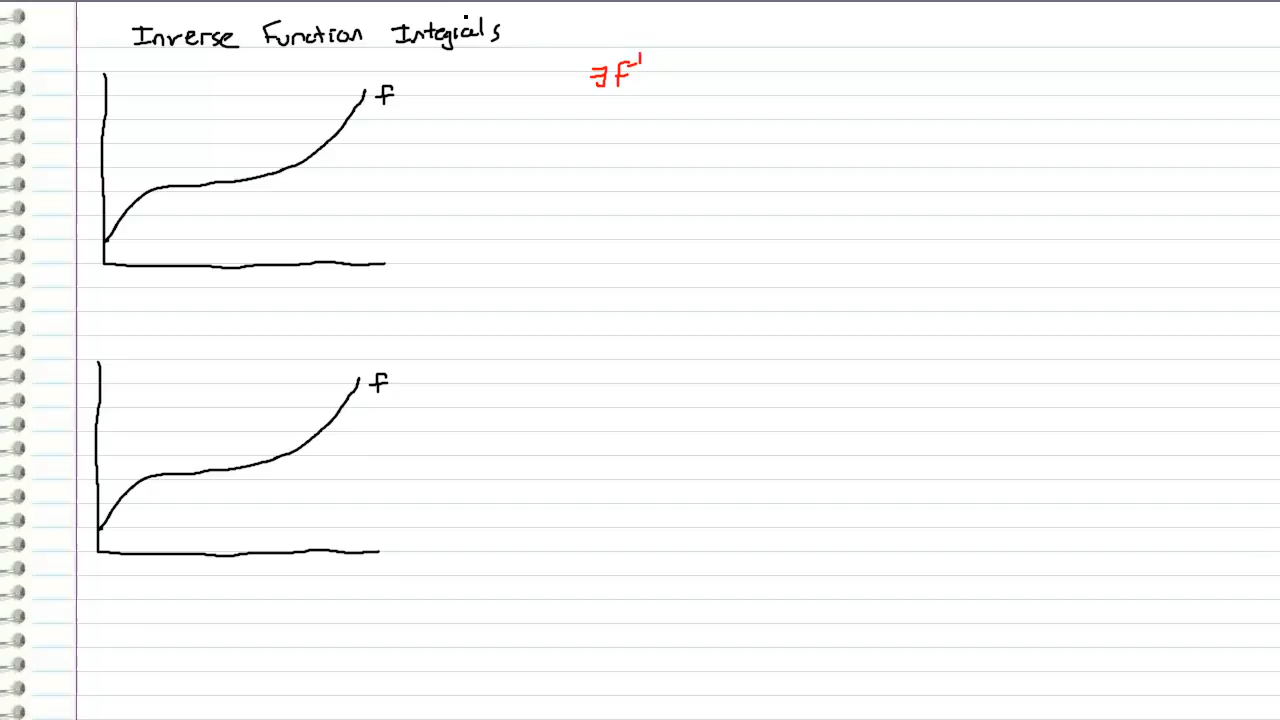 Inverse Function Integrals
∃ f⁻¹
f
f